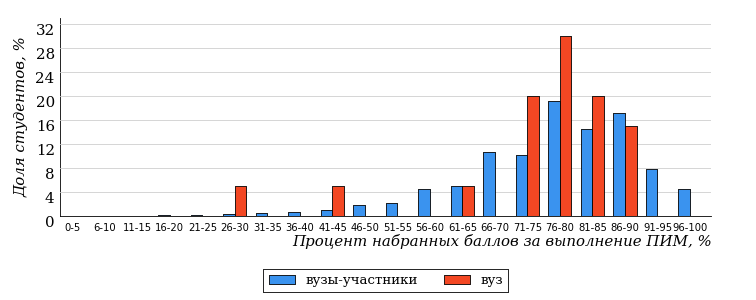 Доля студентов, %
32
28
24
20
16
12
8
4
0
0-5 6-10 11-15 16-20 21-25 26-30 31-35 36-40 41-45 46-50 51-55 56-60 61-65 66-70 71-75 76-80 81-85 86-90 91-95 96-100
Процент набранных баллов за выполнение ПИМ, %
вузы-участники вуз